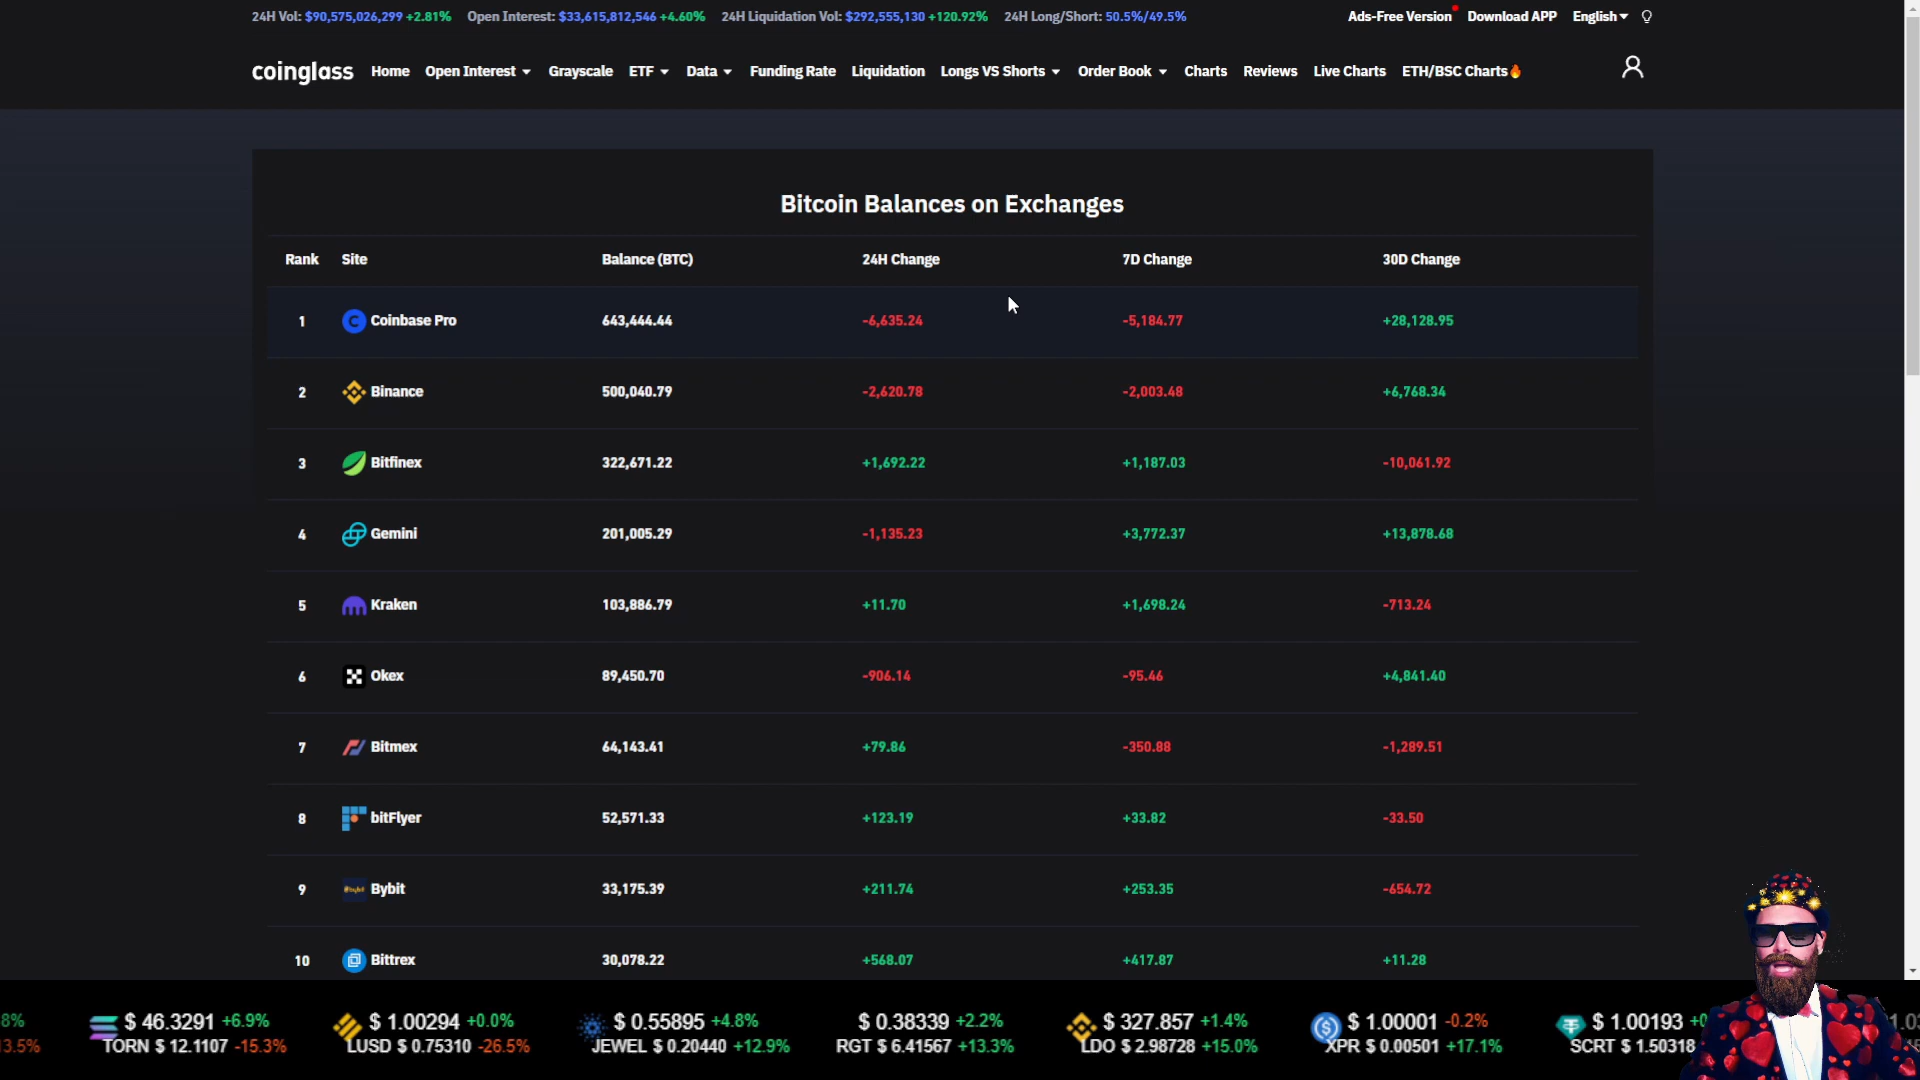 24H Vol: $90,575,026,299 +2.81% Open Interest: $33,615,812,546 +4.60% 24H Liquidation Vol: $292,555,130 +120.92% 24H Long/Short: 50.5%/49.5% Ads-Free Version Download APP English
coinglass Home Open Interest Grayscale ETF Data Funding Rate Liquidation Longs VS Shorts Order Book Charts Reviews Live Charts ETH/BSC Charts🔥
Bitcoin Balances on Exchanges
Rank Site Balance (BTC) 24H Change 7D Change 30D Change
1 Coinbase Pro 643,444.44 -6,635.24 -5,184.77 +28,128.95
2 Binance 500,040.79 -2,620.78 -2,003.48 +6,768.34
3 Bitfinex 322,671.22 +1,692.22 +1,187.03 -10,061.92
4 Gemini 201,005.29 -1,135.23 +3,772.37 +13,878.68
5 Kraken 103,886.79 +11.70 +1,698.24 -713.24
6 Okex 89,450.70 -906.14 -95.46 +4,841.40
7 Bitmex 64,143.41 +79.86 -350.88 -1,289.51
8 bitFlyer 52,571.33 +123.19 +33.82 -33.50
9 Bybit 33,175.39 +211.74 +253.35 -654.72
10 Bittrex 30,078.22 +568.07 +417.87 +11.28
8% $ 46.3291 +6.9% $ 1.00294 +0.0% $ 0.55895 +4.8% $ 0.38339 +2.2% $ 327.857 +1.4% $ 1.00001 -0.2% $ 1.00193
3.5% TORN $ 12.1107 -15.3% LUSD $ 0.75310 -26.5% JEWEL $ 0.20440 +12.9% RGT $ 6.41567 +13.3% LDO $ 2.98728 +15.0% XPR $ 0.00501 +17.1% SCRT $ 1.50318